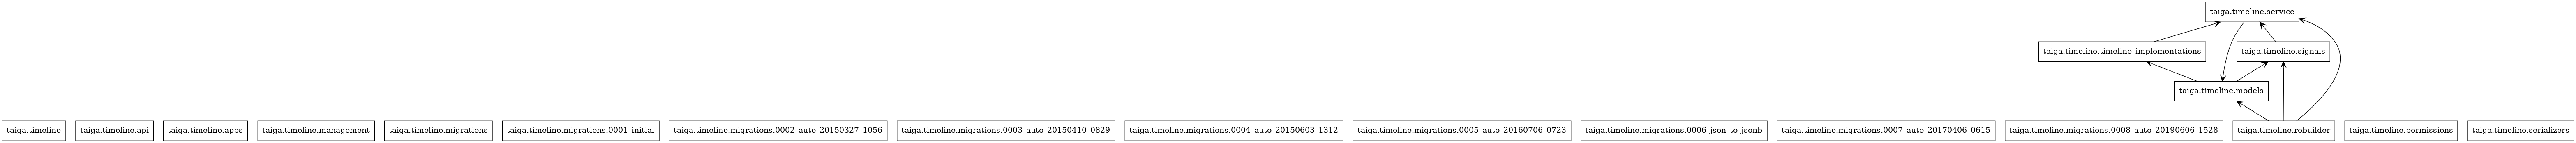 taiga.timeline.service
taiga.timeline.timeline_implementations
taiga.timeline.signals
taiga.timeline.models
taiga.timeline
taiga.timeline.api
taiga.timeline.apps
taiga.timeline.management
taiga.timeline.migrations
taiga.timeline.migrations.0001_initial
taiga.timeline.migrations.0002_auto_20150327_1056
taiga.timeline.migrations.0003_auto_20150410_0829
taiga.timeline.migrations.0004_auto_20150603_1312
taiga.timeline.migrations.0005_auto_20160706_0723
taiga.timeline.migrations.0006_json_to_jsonb
taiga.timeline.migrations.0007_auto_20170406_0615
taiga.timeline.migrations.0008_auto_20190606_1528
taiga.timeline.rebuilder
taiga.timeline.permissions
taiga.timeline.serializers